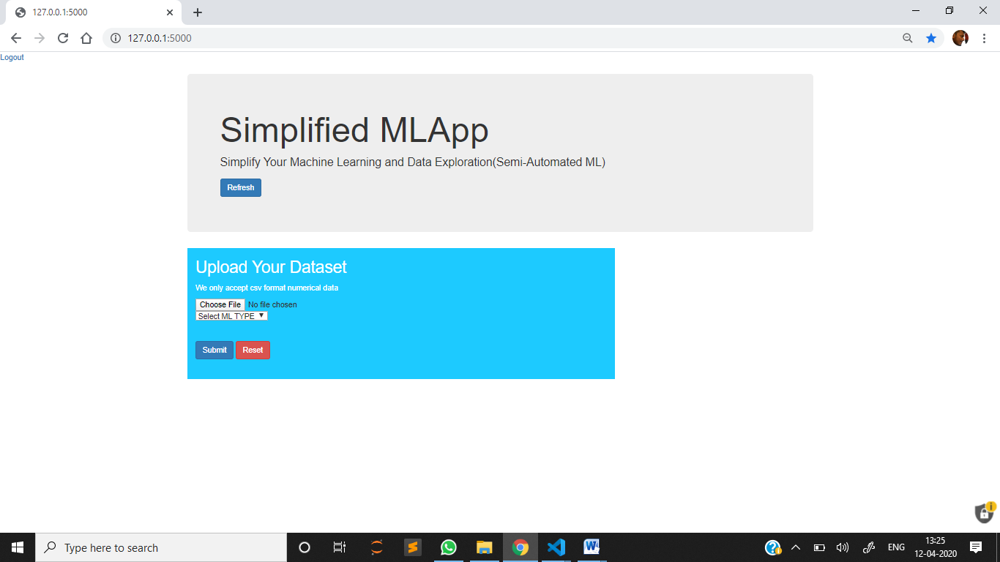 127.0.0.1:5000
127.0.0.1:5000
Logout
Simplified MLApp
Simplify Your Machine Learning and Data Exploration(Semi-Automated ML)
Refresh
Upload Your Dataset
We only accept csv format numerical data
Choose File No file chosen
Select ML TYPE
Submit Reset
Type here to search
ENG
13:25
12-04-2020